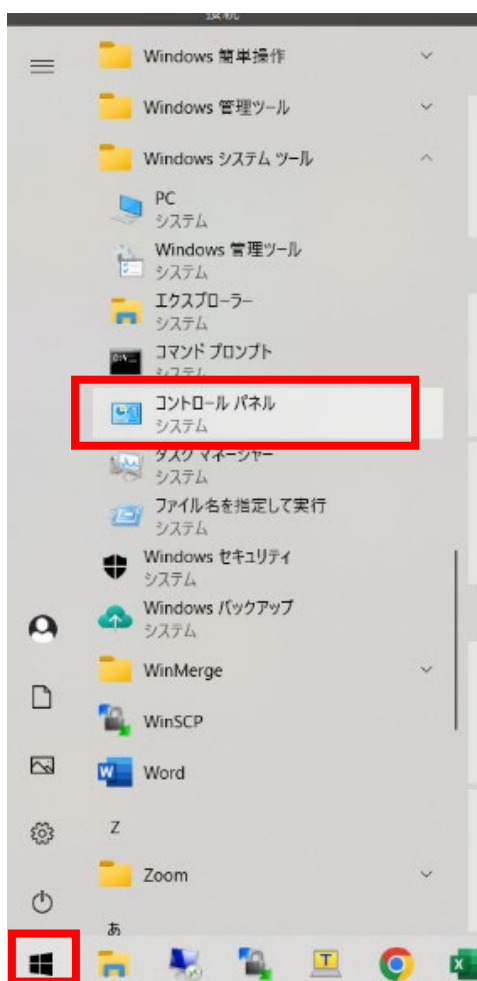 Windows 簡単操作
Windows 管理ツール
Windows システム ツール
PC
システム
Windows 管理ツール
システム
エクスプローラー
システム
コマンド プロンプト
システム
コントロール パネル
システム
タスク マネージャー
システム
ファイル名を指定して実行
システム
Windows セキュリティ
システム
Windows バックアップ
システム
WinMerge
WinSCP
Word
Z
Zoom
あ